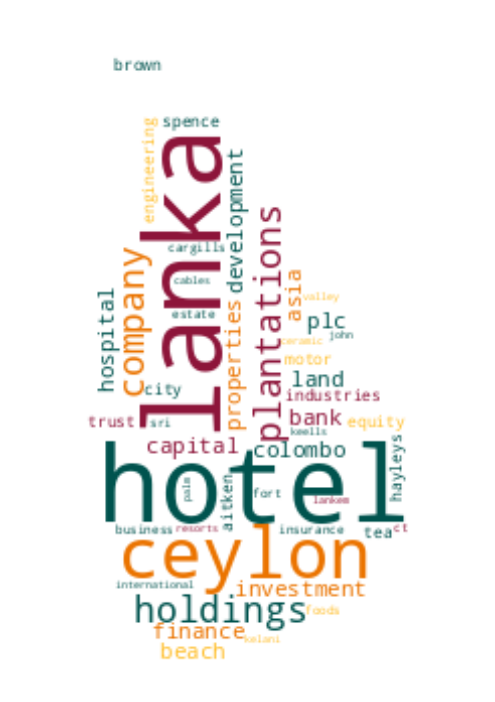 brown
engineering
spence
lanka
development
cargills
plantations
company
cables
asia
valley
hospital
estate
properties
plc
john
ceramic
motor
land
city
industries
trust
sri
bank
equity
keells
capital
colombo
hotel
hayleys
palm
aitken
fort
lankem
business
resorts
insurance
tea
ct
ceylon
international
investment
holdings
foods
finance
kelani
beach